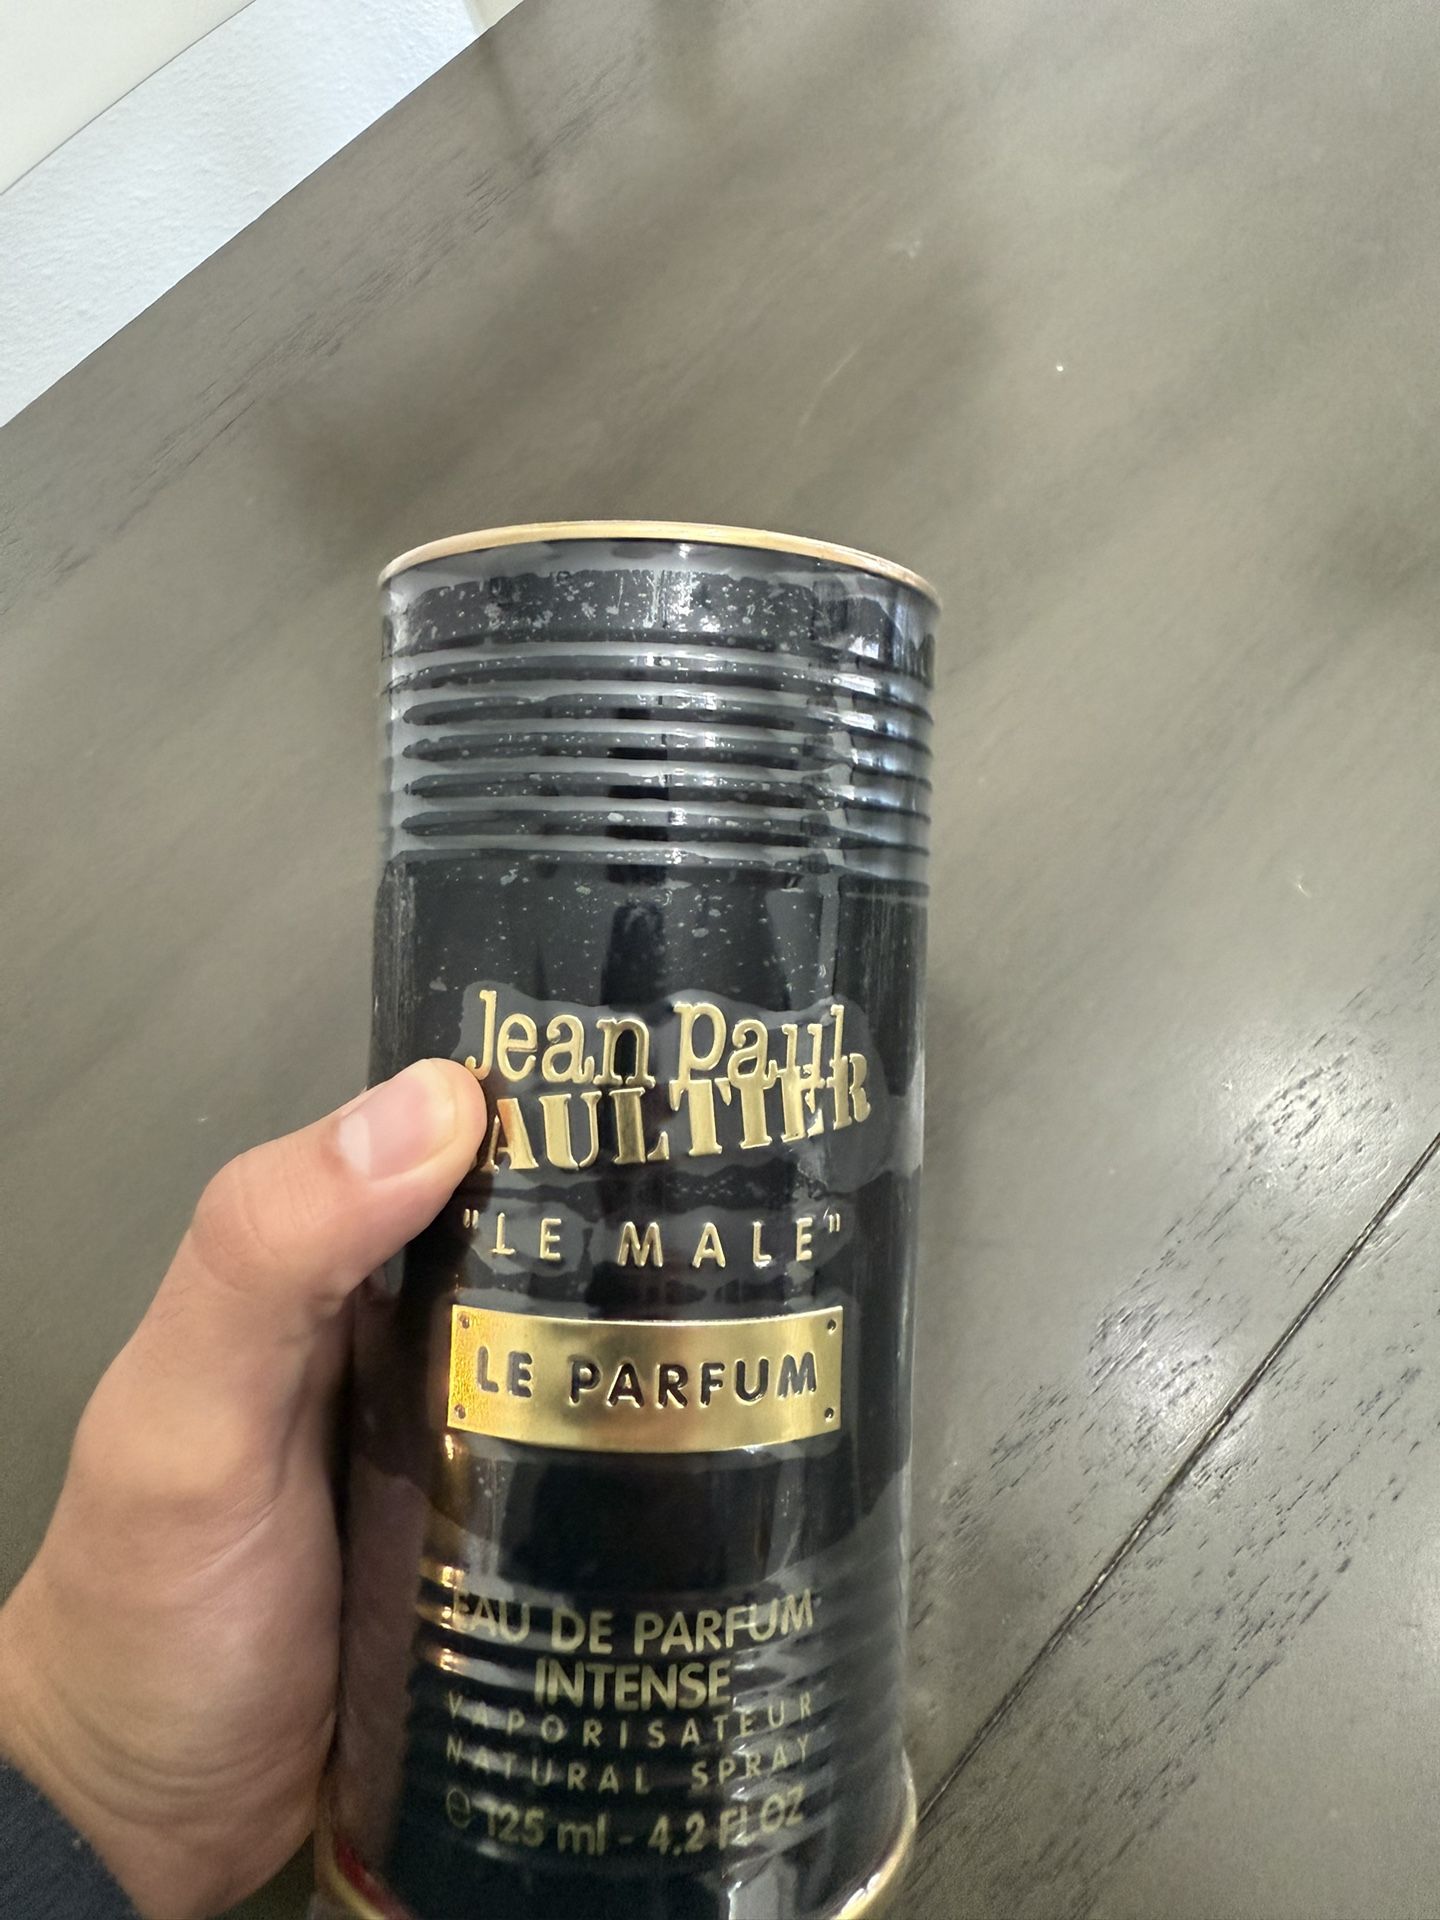 Jean Paul
GAULTIER
"LE MALE"
LE PARFUM
EAU DE PARFUM
INTENSE
VAPORISATEUR
NATURAL SPRAY
℮ 125 ml - 4.2 Fl OZ